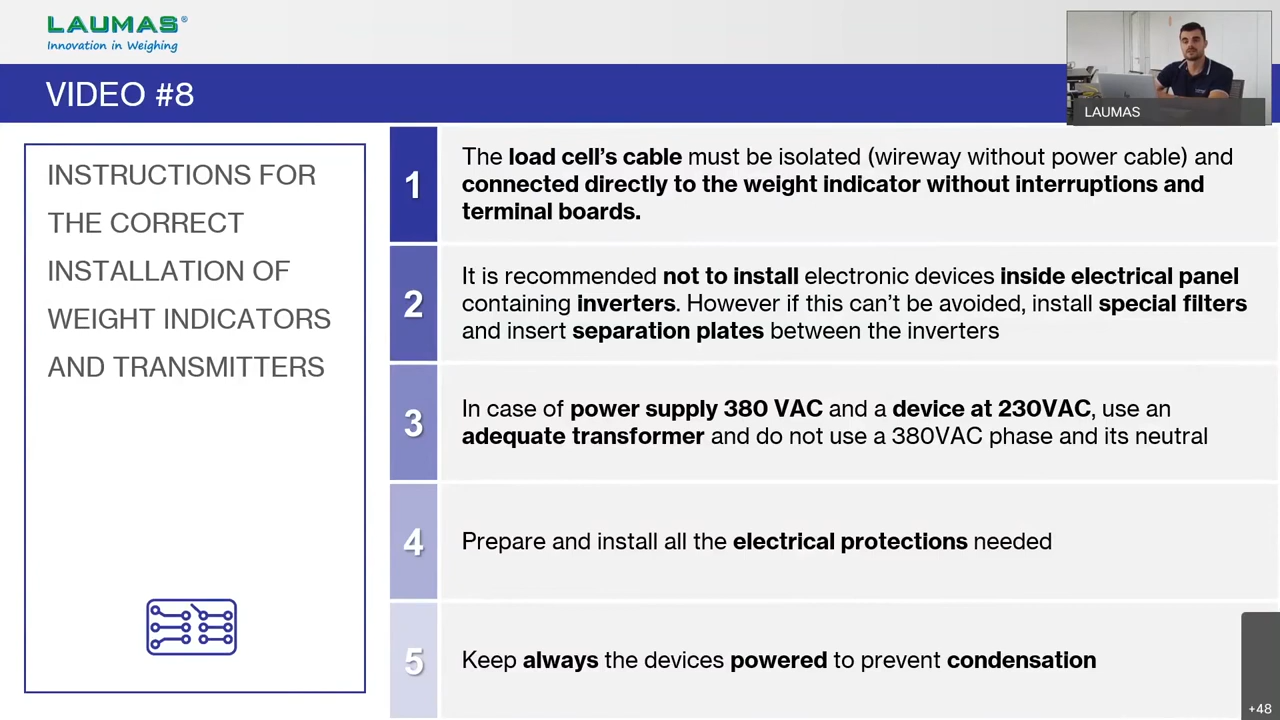 LAUMAS®
Innovation in Weighing
VIDEO #8
LAUMAS
INSTRUCTIONS FOR
THE CORRECT
INSTALLATION OF
WEIGHT INDICATORS
AND TRANSMITTERS
1
The load cell's cable must be isolated (wireway without power cable) and
connected directly to the weight indicator without interruptions and
terminal boards.
2
It is recommended not to install electronic devices inside electrical panel
containing inverters. However if this can't be avoided, install special filters
and insert separation plates between the inverters
3
In case of power supply 380 VAC and a device at 230VAC, use an
adequate transformer and do not use a 380VAC phase and its neutral
4
Prepare and install all the electrical protections needed
5
Keep always the devices powered to prevent condensation
+48